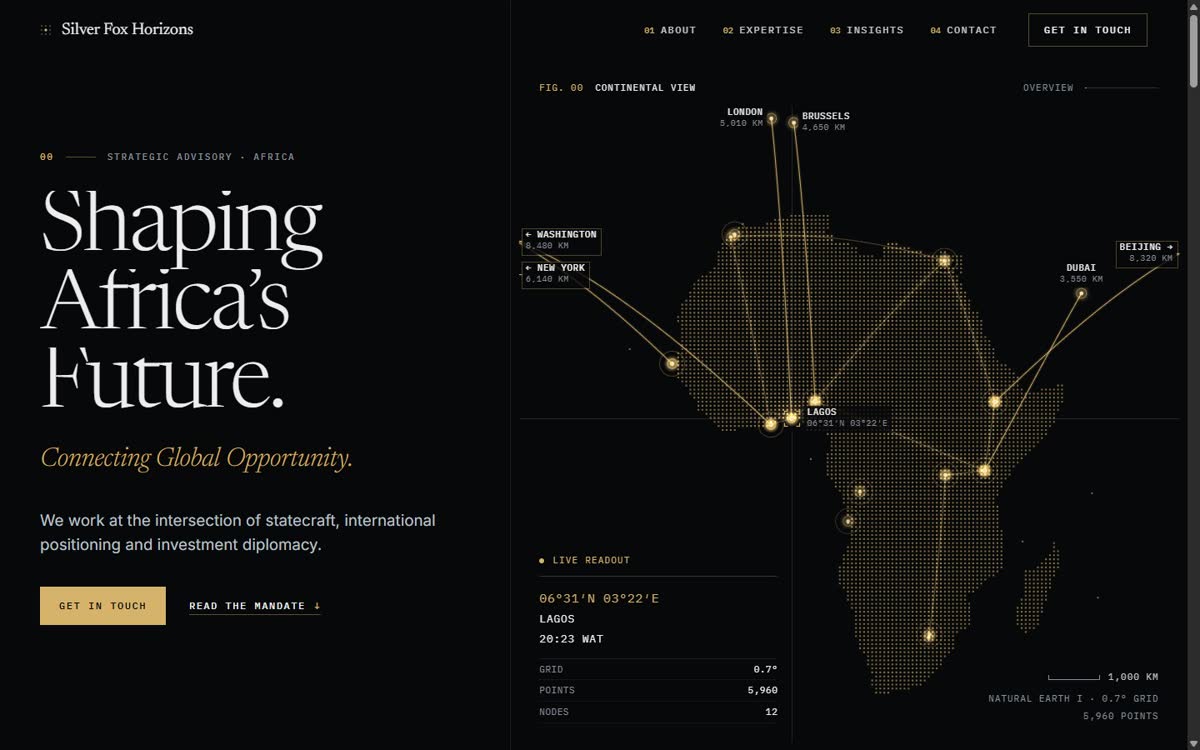 Silver Fox Horizons
01 ABOUT
02 EXPERTISE
03 INSIGHTS
04 CONTACT
GET IN TOUCH
00 STRATEGIC ADVISORY · AFRICA
Shaping
Africa’s
Future.
Connecting Global Opportunity.
We work at the intersection of statecraft, international
positioning and investment diplomacy.
GET IN TOUCH
READ THE MANDATE ↓
FIG. 00 CONTINENTAL VIEW
OVERVIEW
LONDON
5,010 KM
BRUSSELS
4,650 KM
← WASHINGTON
8,480 KM
← NEW YORK
6,140 KM
BEIJING →
8,320 KM
DUBAI
3,550 KM
LAGOS
06°31′N 03°22′E
LIVE READOUT
06°31′N 03°22′E
LAGOS
20:23 WAT
GRID 0.7°
POINTS 5,960
NODES 12
1,000 KM
NATURAL EARTH I · 0.7° GRID
5,960 POINTS